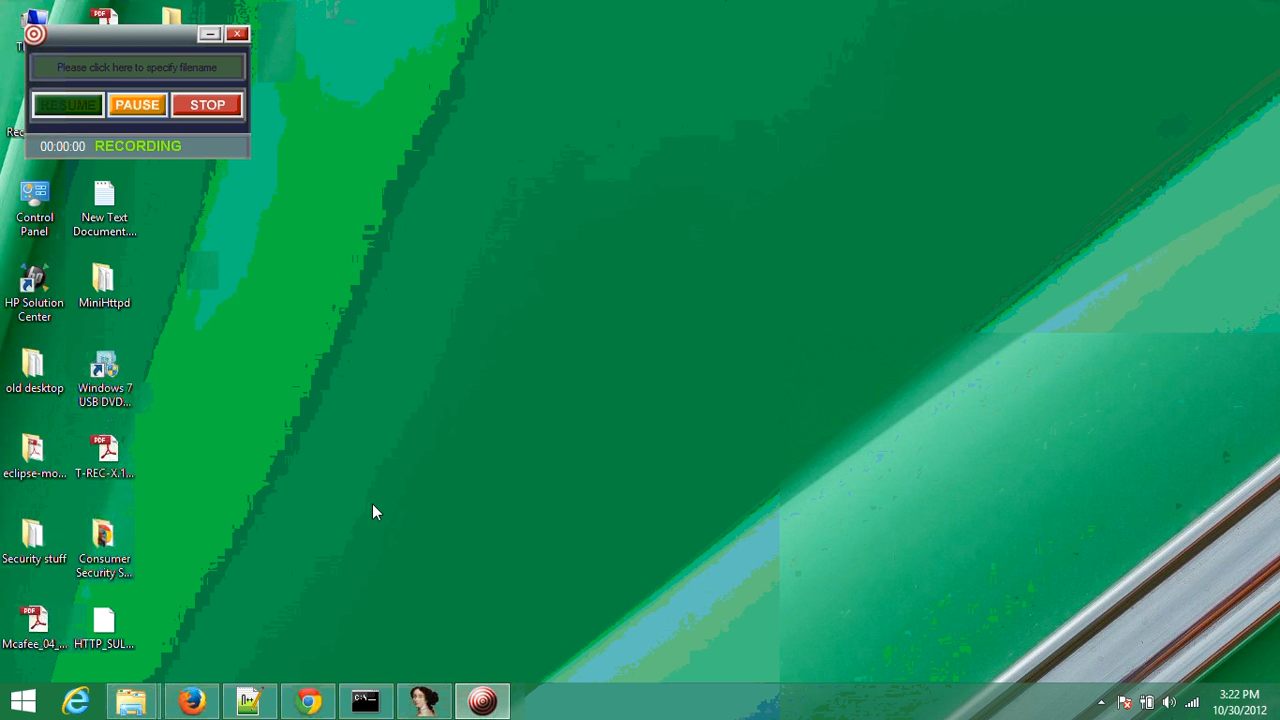 Please click here to specify filename
RESUME
PAUSE
STOP
00:00:00 RECORDING
Control Panel
New Text Document....
HP Solution Center
MiniHttpd
old desktop
Windows 7 USB DVD...
eclipse-mo...
T-REC-X.1...
Security stuff
Consumer Security S...
Mcafee_04_...
HTTP_SUL...
3:22 PM
10/30/2012